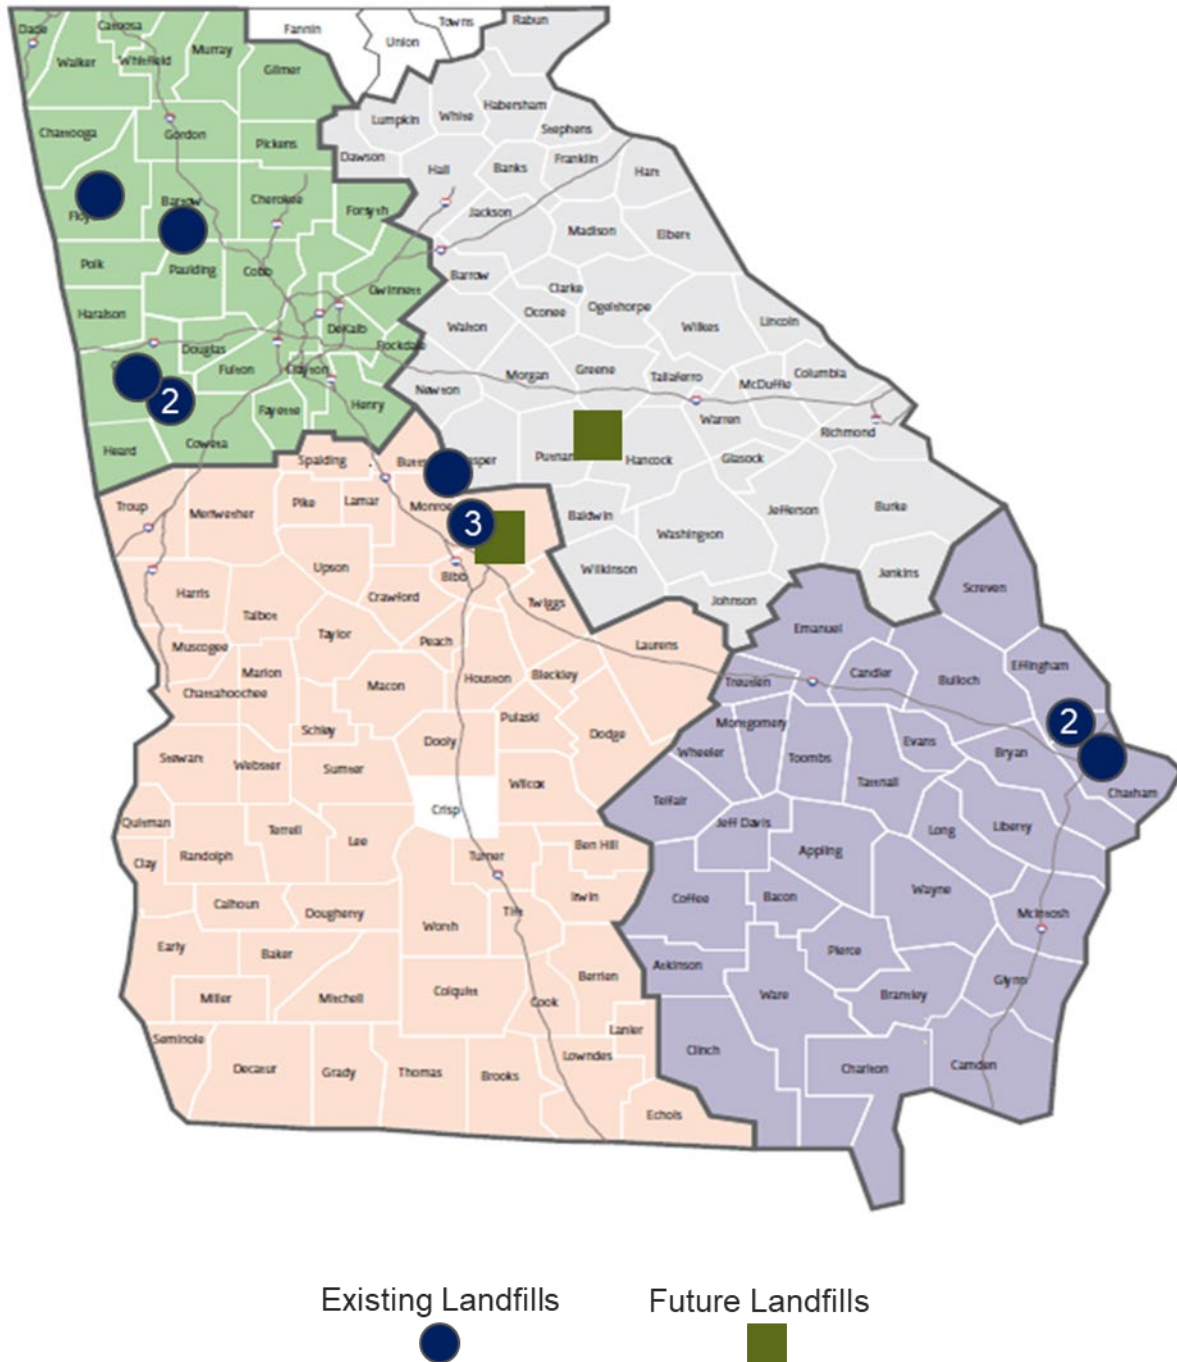 Dade
Catoosa
Fannin
Towns
Rabun
Walker
Whitfield
Murray
Union
Gilmer
Chattooga
Gordon
Pickens
Lumpkin
White
Habersham
Stephens
Dawson
Hall
Banks
Franklin
Hart
Barrow
Cherokee
Forsyth
Jackson
Madison
Elbert
Polk
Paulding
Cobb
Gwinnett
Barrow
Clarke
Oconee
Oglethorpe
Haralson
DeKalb
Walton
Wilkes
Lincoln
Douglas
Rockdale
Fulton
Clayton
Newton
Morgan
Greene
Taliaferro
McDuffie
Columbia
2
Fayette
Henry
Warren
Richmond
Heard
Coweta
Spalding
Hancock
Glascock
Troup
Meriwether
Pike
Lamar
Monroe
3
Baldwin
Washington
Jefferson
Burke
Upson
Bibb
Wilkinson
Jenkins
Screven
Harris
Talbot
Crawford
Twiggs
Johnson
Taylor
Peach
Laurens
Emanuel
Muscogee
Marion
Chattahoochee
Macon
Houston
Bleckley
Treutlen
Candler
Bulloch
Effingham
Schley
Pulaski
Dooly
Dodge
Montgomery
Wheeler
Toombs
Evans
Bryan
2
Stewart
Webster
Sumter
Crisp
Wilcox
Telfair
Tattnall
Chatham
Quitman
Terrell
Lee
Jeff Davis
Long
Liberty
Clay
Randolph
Turner
Ben Hill
Appling
Calhoun
Dougherty
Worth
Tift
Irwin
Coffee
Bacon
Wayne
McIntosh
Early
Baker
Berrien
Atkinson
Pierce
Miller
Mitchell
Colquitt
Cook
Ware
Brantley
Glynn
Seminole
Lanier
Decatur
Grady
Thomas
Brooks
Lowndes
Clinch
Charlton
Camden
Echols
Existing Landfills
Future Landfills